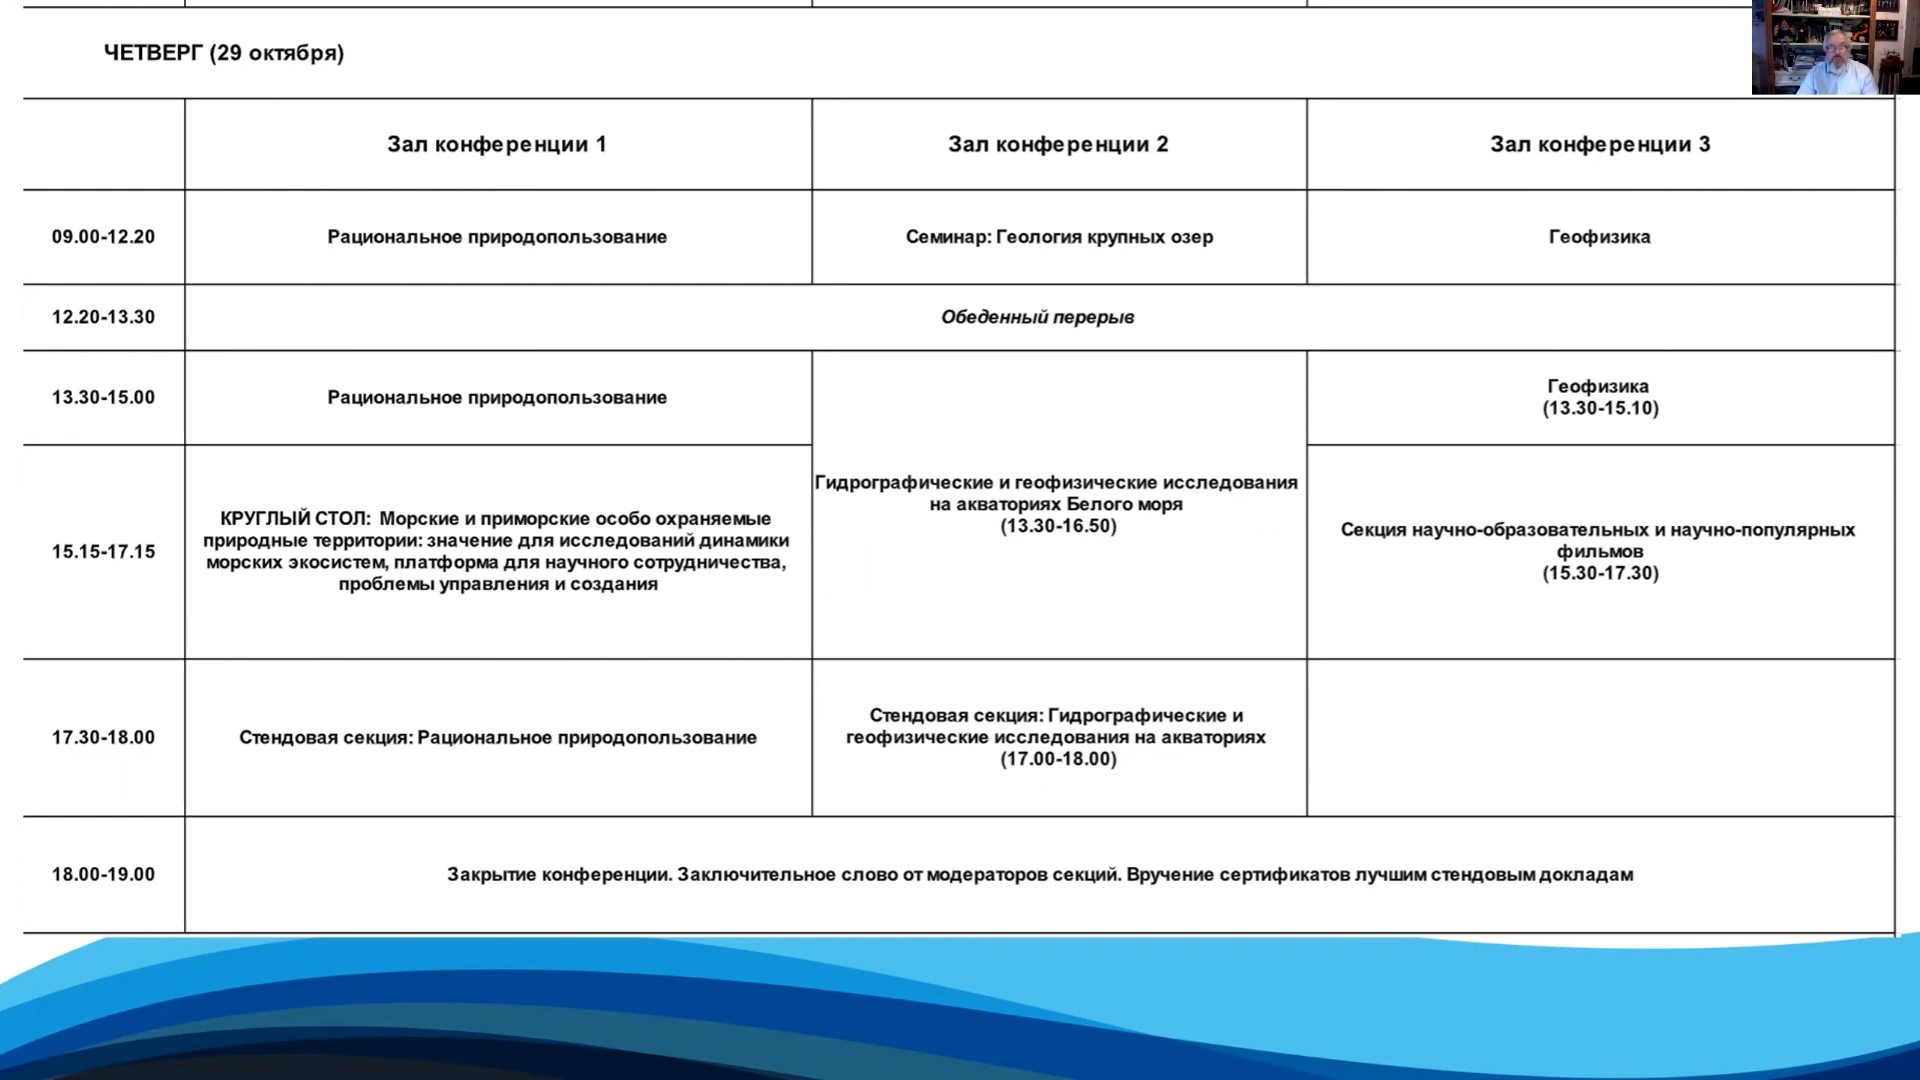 ЧЕТВЕРГ (29 октября)
Зал конференции 1
Зал конференции 2
Зал конференции 3
09.00-12.20
Рациональное природопользование
Семинар: Геология крупных озер
Геофизика
12.20-13.30
Обеденный перерыв
13.30-15.00
Рациональное природопользование
Гидрографические и геофизические исследования
на акваториях Белого моря
(13.30-16.50)
Геофизика
(13.30-15.10)
15.15-17.15
КРУГЛЫЙ СТОЛ: Морские и приморские особо охраняемые
природные территории: значение для исследований динамики
морских экосистем, платформа для научного сотрудничества,
проблемы управления и создания
Секция научно-образовательных и научно-популярных
фильмов
(15.30-17.30)
17.30-18.00
Стендовая секция: Рациональное природопользование
Стендовая секция: Гидрографические и
геофизические исследования на акваториях
(17.00-18.00)
18.00-19.00
Закрытие конференции. Заключительное слово от модераторов секций. Вручение сертификатов лучшим стендовым докладам